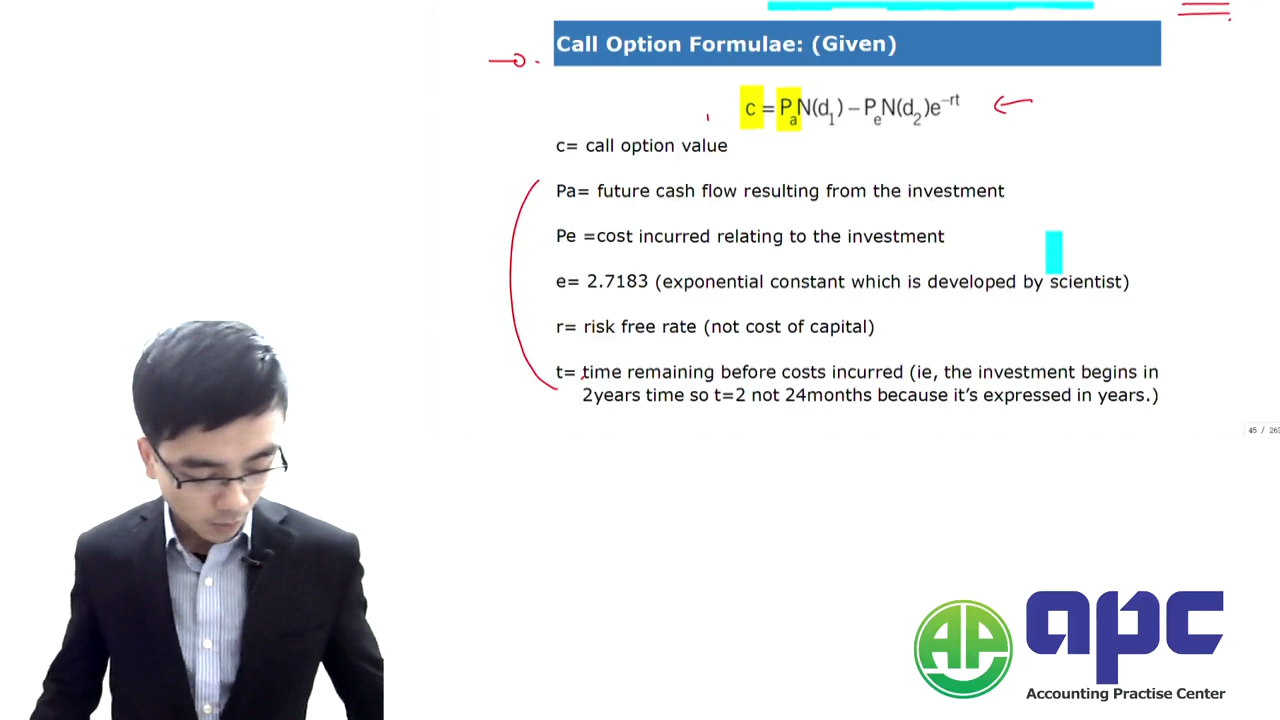 Call Option Formulae: (Given)
c = PₐN(d₁) – PₑN(d₂)e⁻ʳᵗ
c= call option value
Pa= future cash flow resulting from the investment
Pe =cost incurred relating to the investment
e= 2.7183 (exponential constant which is developed by scientist)
r= risk free rate (not cost of capital)
t= time remaining before costs incurred (ie, the investment begins in
2years time so t=2 not 24months because it's expressed in years.)
45 / 263
AP apc
Accounting Practise Center